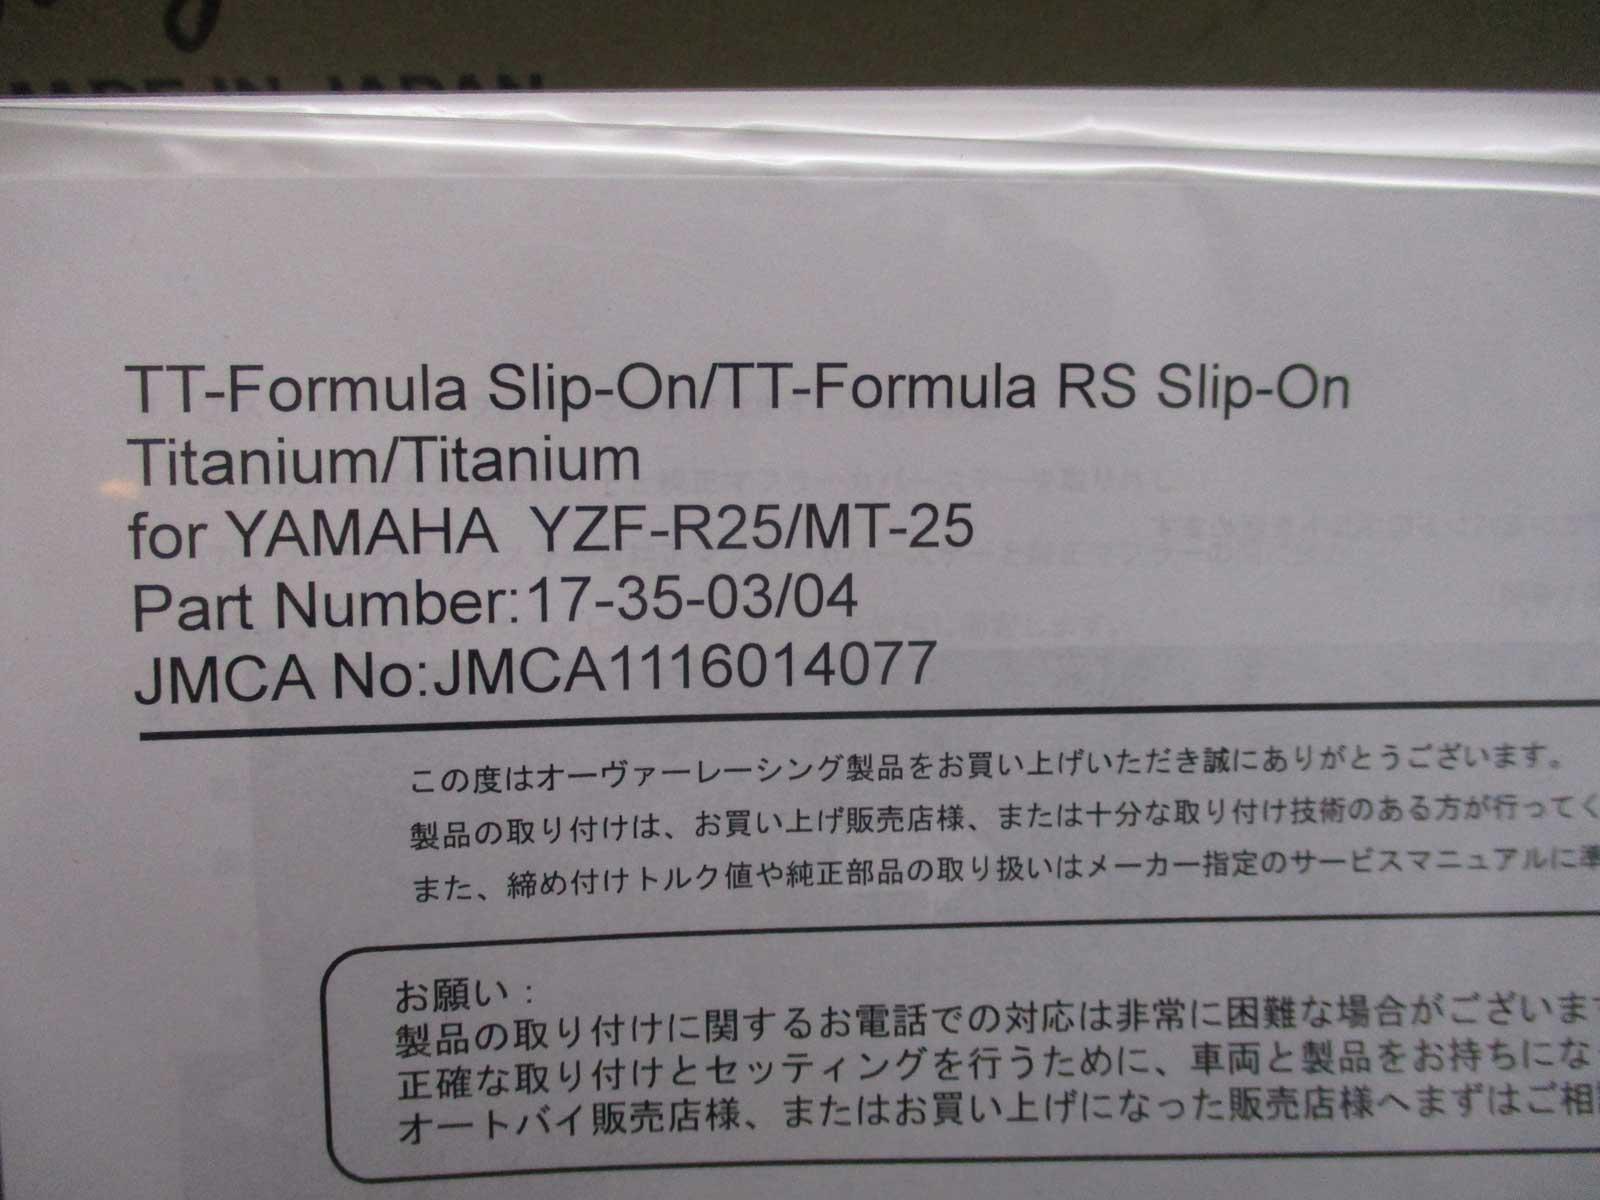 MADE IN JAPAN
TT-Formula Slip-On/TT-Formula RS Slip-On
Titanium/Titanium
for YAMAHA YZF-R25/MT-25
Part Number:17-35-03/04
JMCA No:JMCA1116014077
この度はオーヴァーレーシング製品をお買い上げいただき誠にありがとうございます。
製品の取り付けは、お買い上げ販売店様、または十分な取り付け技術のある方が行ってく
また、締め付けトルク値や純正部品の取り扱いはメーカー指定のサービスマニュアルに準
お願い：
製品の取り付けに関するお電話での対応は非常に困難な場合がございます
正確な取り付けとセッティングを行うために、車両と製品をお持ちにな
オートバイ販売店様、またはお買い上げになった販売店様へまずはご相